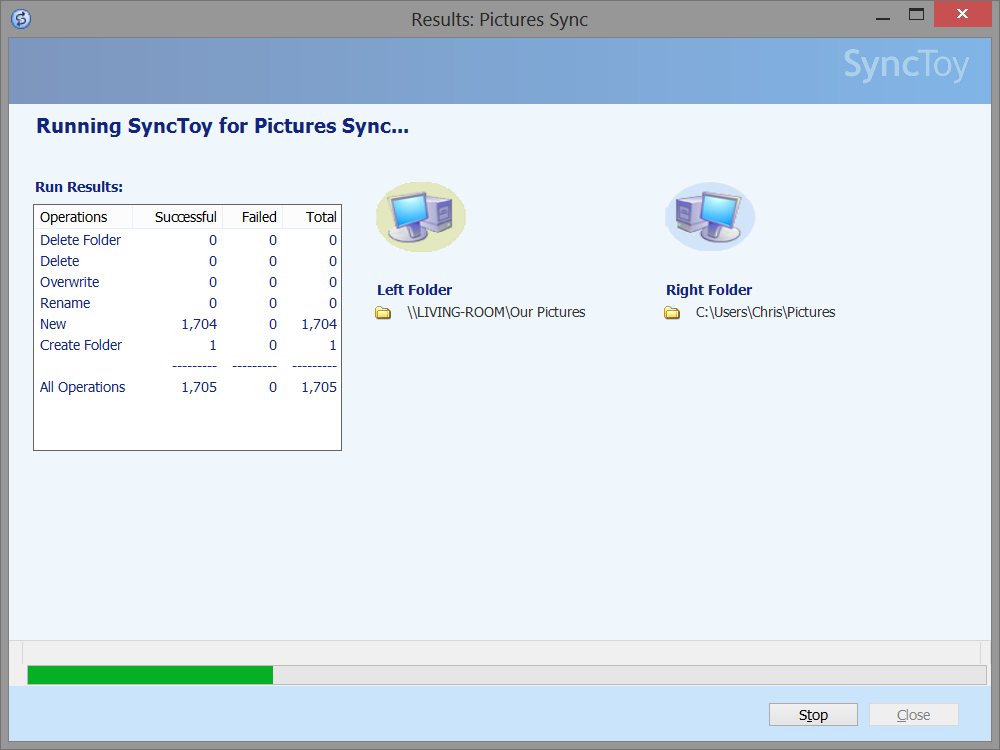 Results: Pictures Sync
SyncToy
Running SyncToy for Pictures Sync...
Run Results:
Operations Successful Failed Total
Delete Folder 0 0 0
Delete 0 0 0
Overwrite 0 0 0
Rename 0 0 0
New 1,704 0 1,704
Create Folder 1 0 1
--------- --------- ---------
All Operations 1,705 0 1,705
Left Folder
\\LIVING-ROOM\Our Pictures
Right Folder
C:\Users\Chris\Pictures
Stop Close